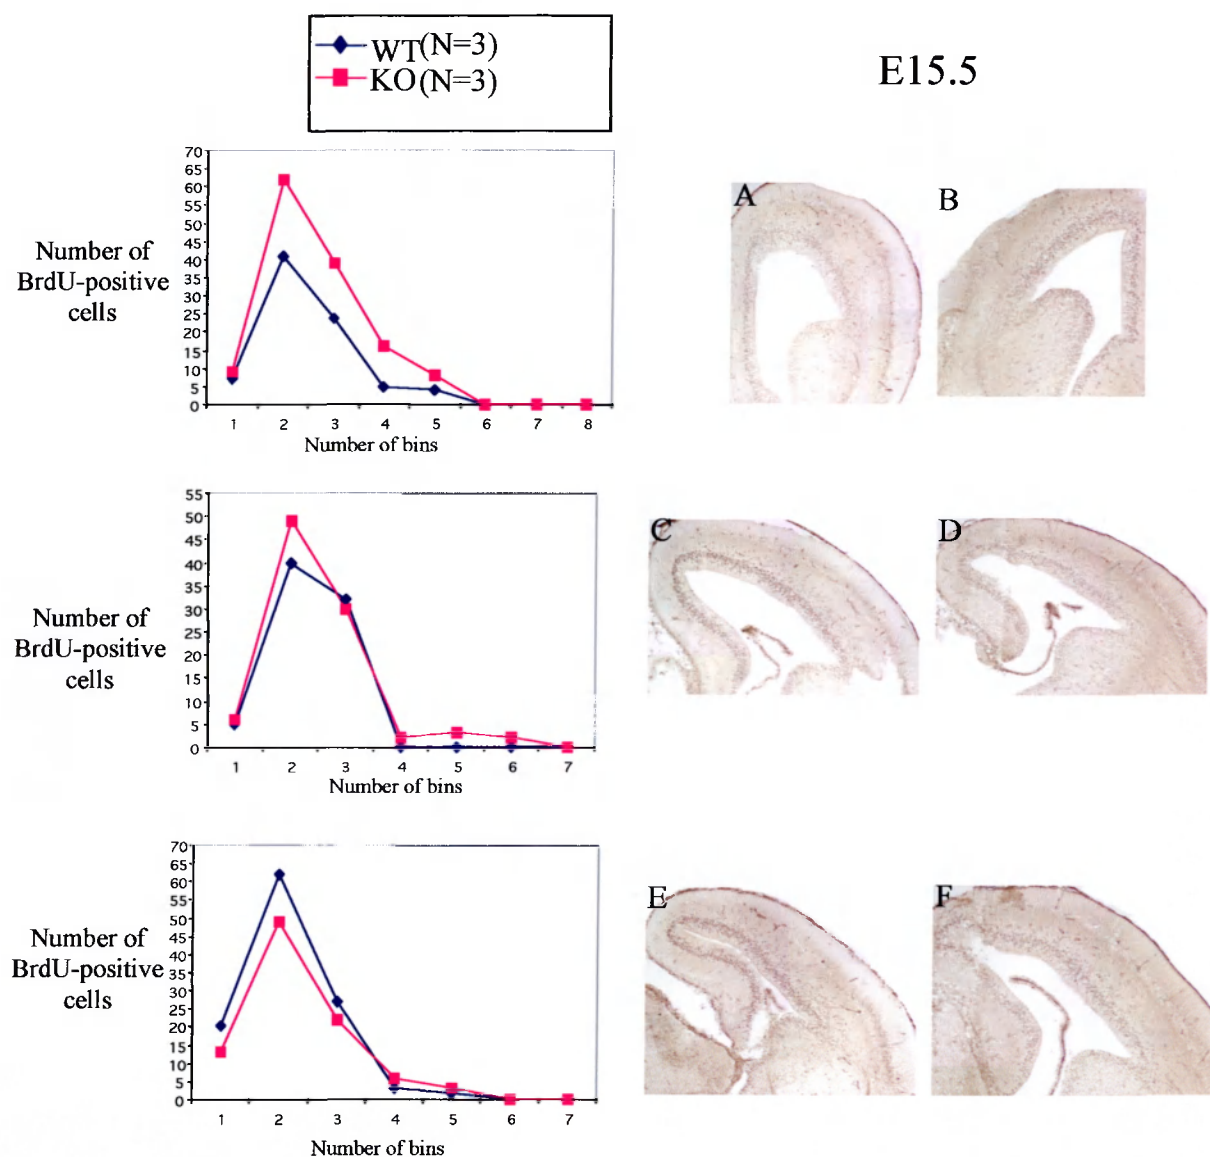 WT(N=3)
KO(N=3)
E15.5
70
65
60
55
50
45
40
35
30
25
20
15
10
5
0
Number of
BrdU-positive
cells
1 2 3 4 5 6 7 8
Number of bins
A
B
55
50
45
40
35
30
25
20
15
10
5
0
Number of
BrdU-positive
cells
1 2 3 4 5 6 7
Number of bins
C
D
70
65
60
55
50
45
40
35
30
25
20
15
10
5
0
Number of
BrdU-positive
cells
1 2 3 4 5 6 7
Number of bins
E
F